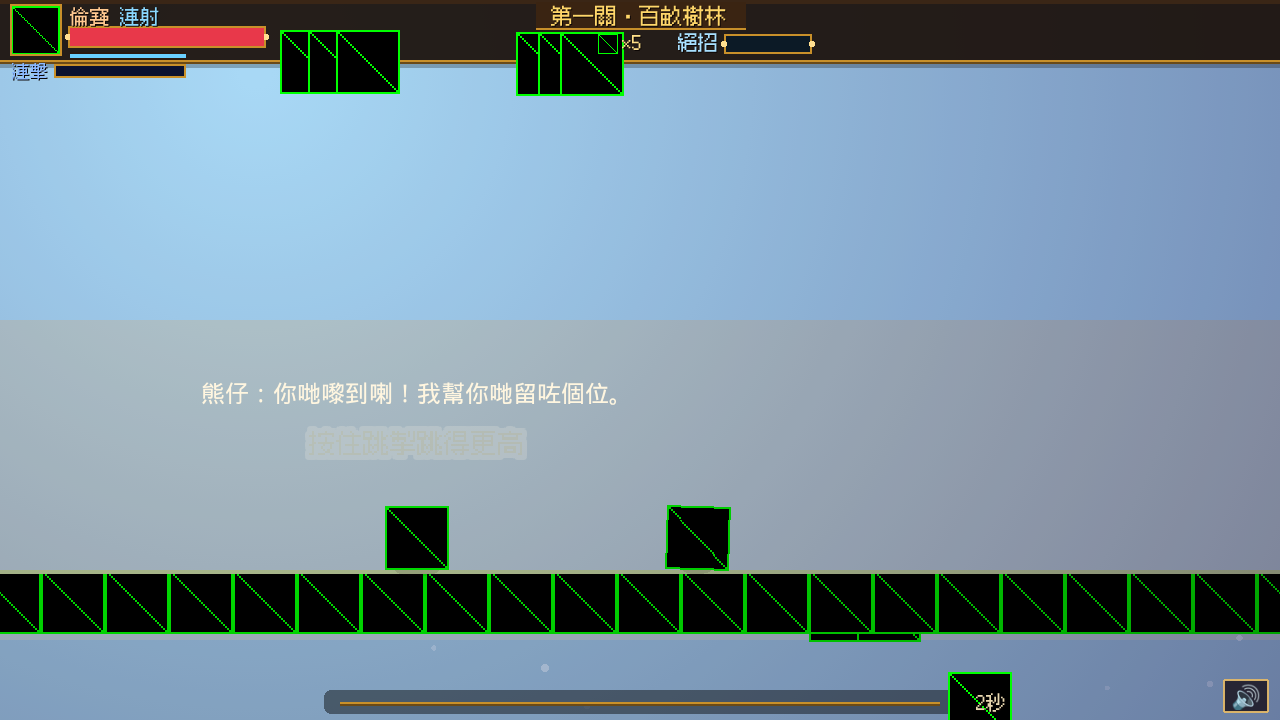 倫寶 連射
第一關・百畝樹林
×5
絕招
連擊
熊仔：你哋嚟到喇！我幫你哋留咗個位。
按住跳掣跳得更高
2秒